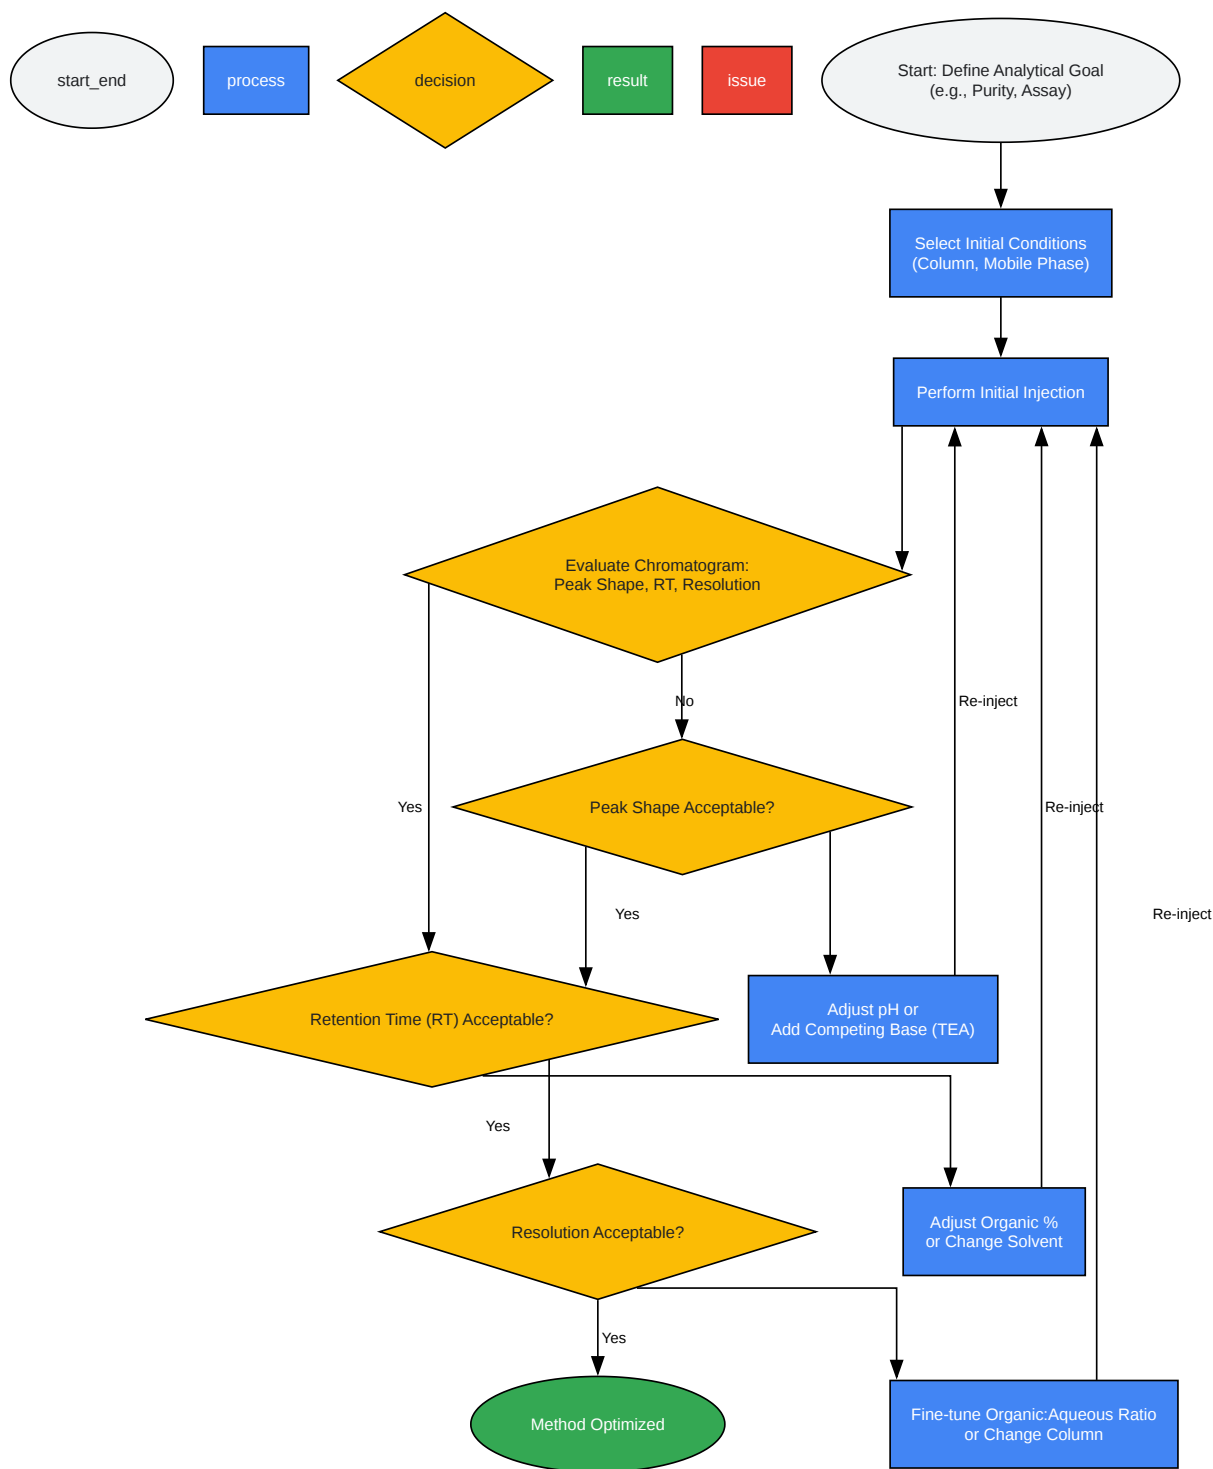 start_end
process
decision
result
issue
Start: Define Analytical Goal
(e.g., Purity, Assay)
Select Initial Conditions
(Column, Mobile Phase)
Perform Initial Injection
Evaluate Chromatogram:
Peak Shape, RT, Resolution
No
Re-inject
Yes
Peak Shape Acceptable?
Re-inject
Yes
Re-inject
Retention Time (RT) Acceptable?
Adjust pH or
Add Competing Base (TEA)
Yes
Resolution Acceptable?
Adjust Organic %
or Change Solvent
Yes
Method Optimized
Fine-tune Organic:Aqueous Ratio
or Change Column